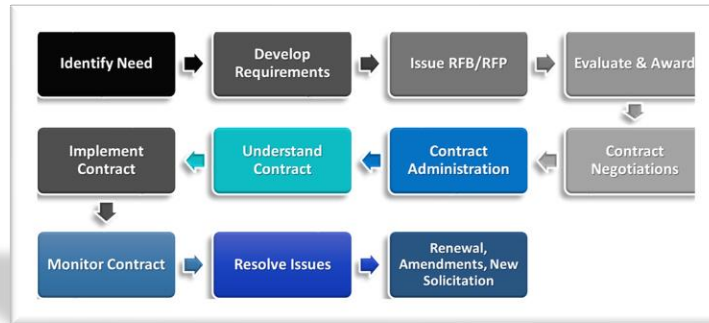 Identify Need
Develop
Requirements
Issue RFB/RFP
Evaluate & Award
Contract
Negotiations
Contract
Administration
Understand
Contract
Implement
Contract
Monitor Contract
Resolve Issues
Renewal,
Amendments, New
Solicitation